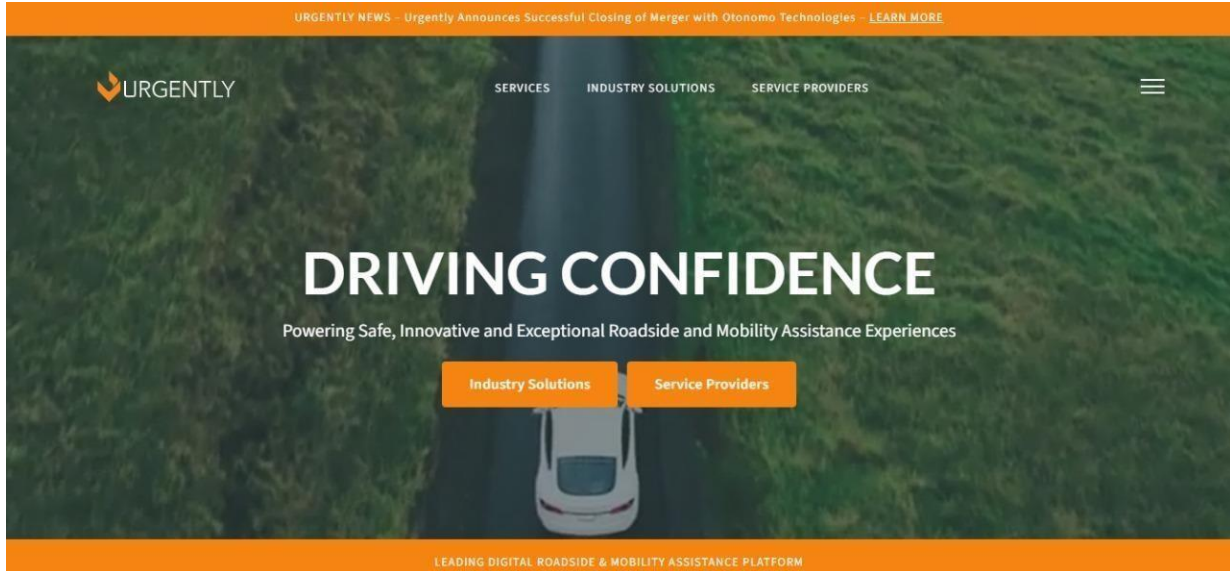 URGENTLY NEWS – Urgently Announces Successful Closing of Merger with Otonomo Technologies – LEARN MORE
URGENTLY
SERVICES INDUSTRY SOLUTIONS SERVICE PROVIDERS
DRIVING CONFIDENCE
Powering Safe, Innovative and Exceptional Roadside and Mobility Assistance Experiences
Industry Solutions Service Providers
LEADING DIGITAL ROADSIDE & MOBILITY ASSISTANCE PLATFORM